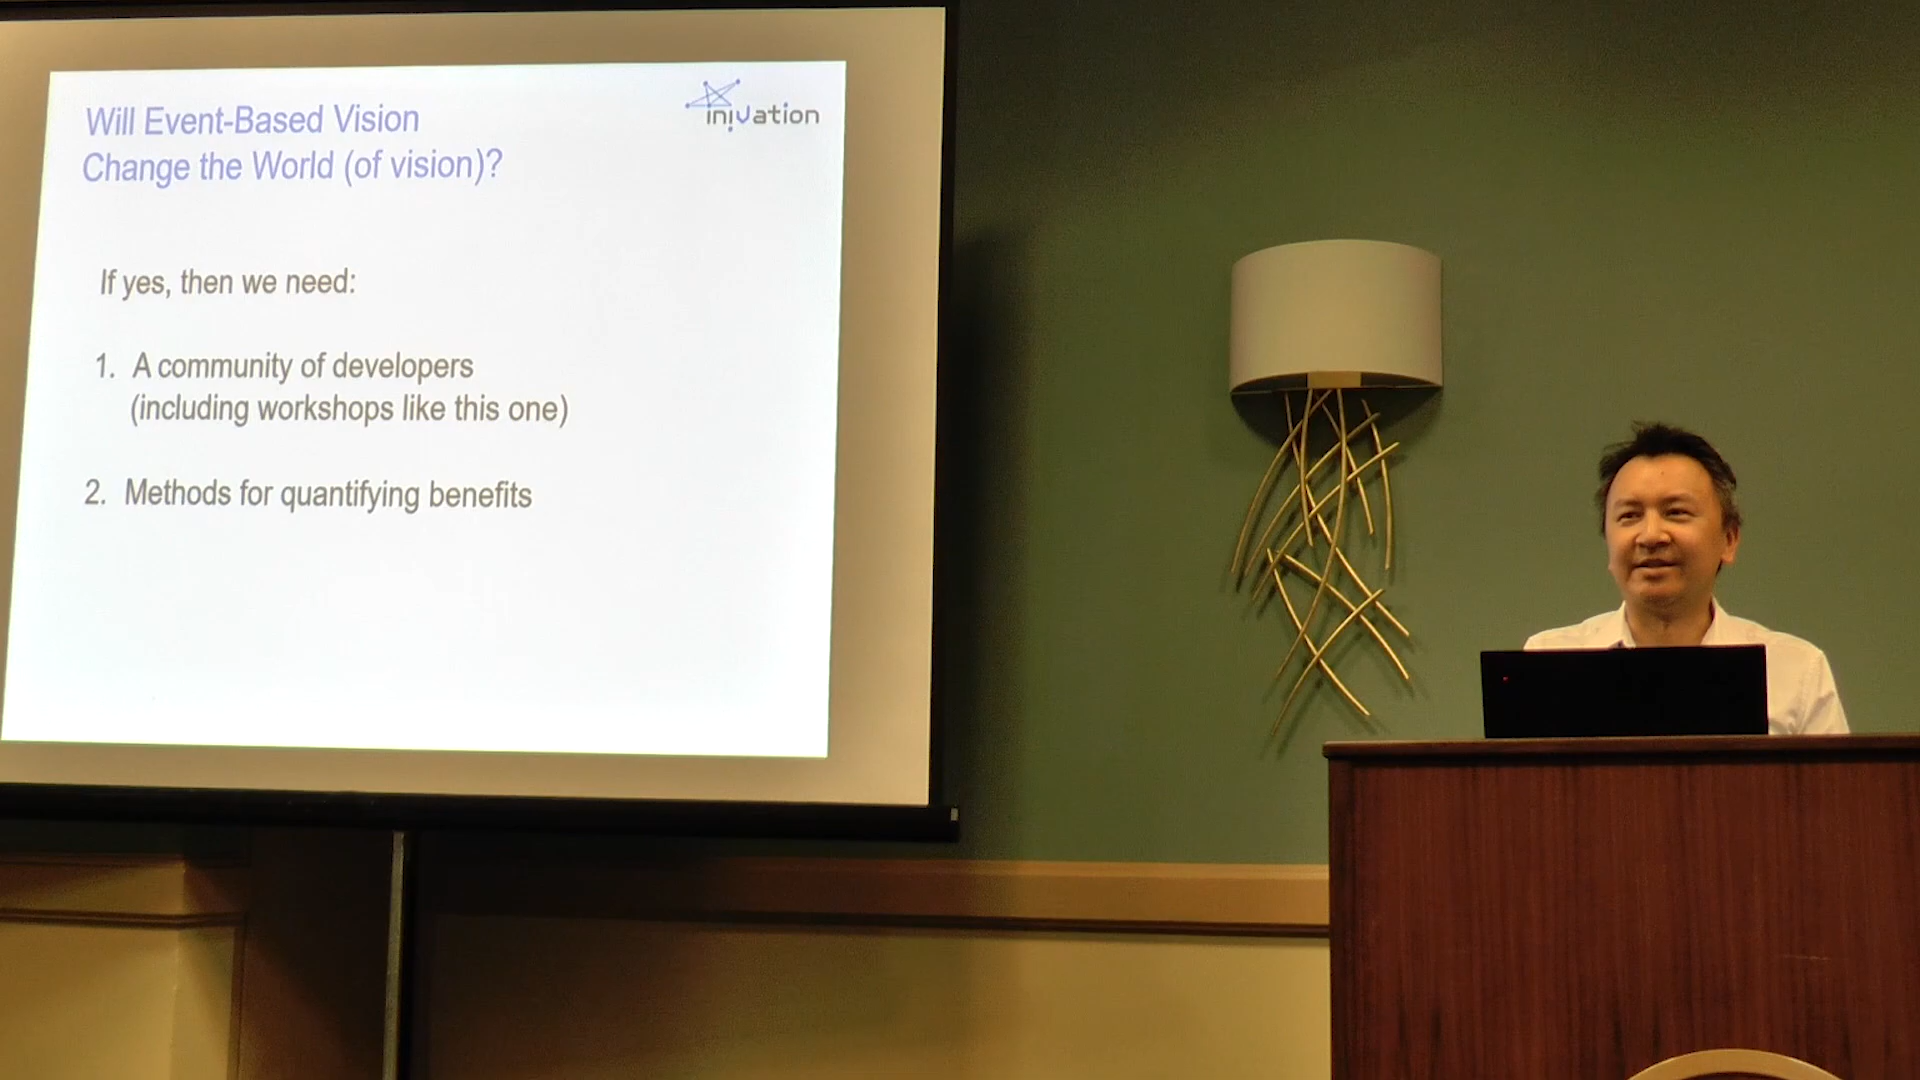 Will Event-Based Vision
Change the World (of vision)?
inivation
If yes, then we need:
1. A community of developers
(including workshops like this one)
2. Methods for quantifying benefits